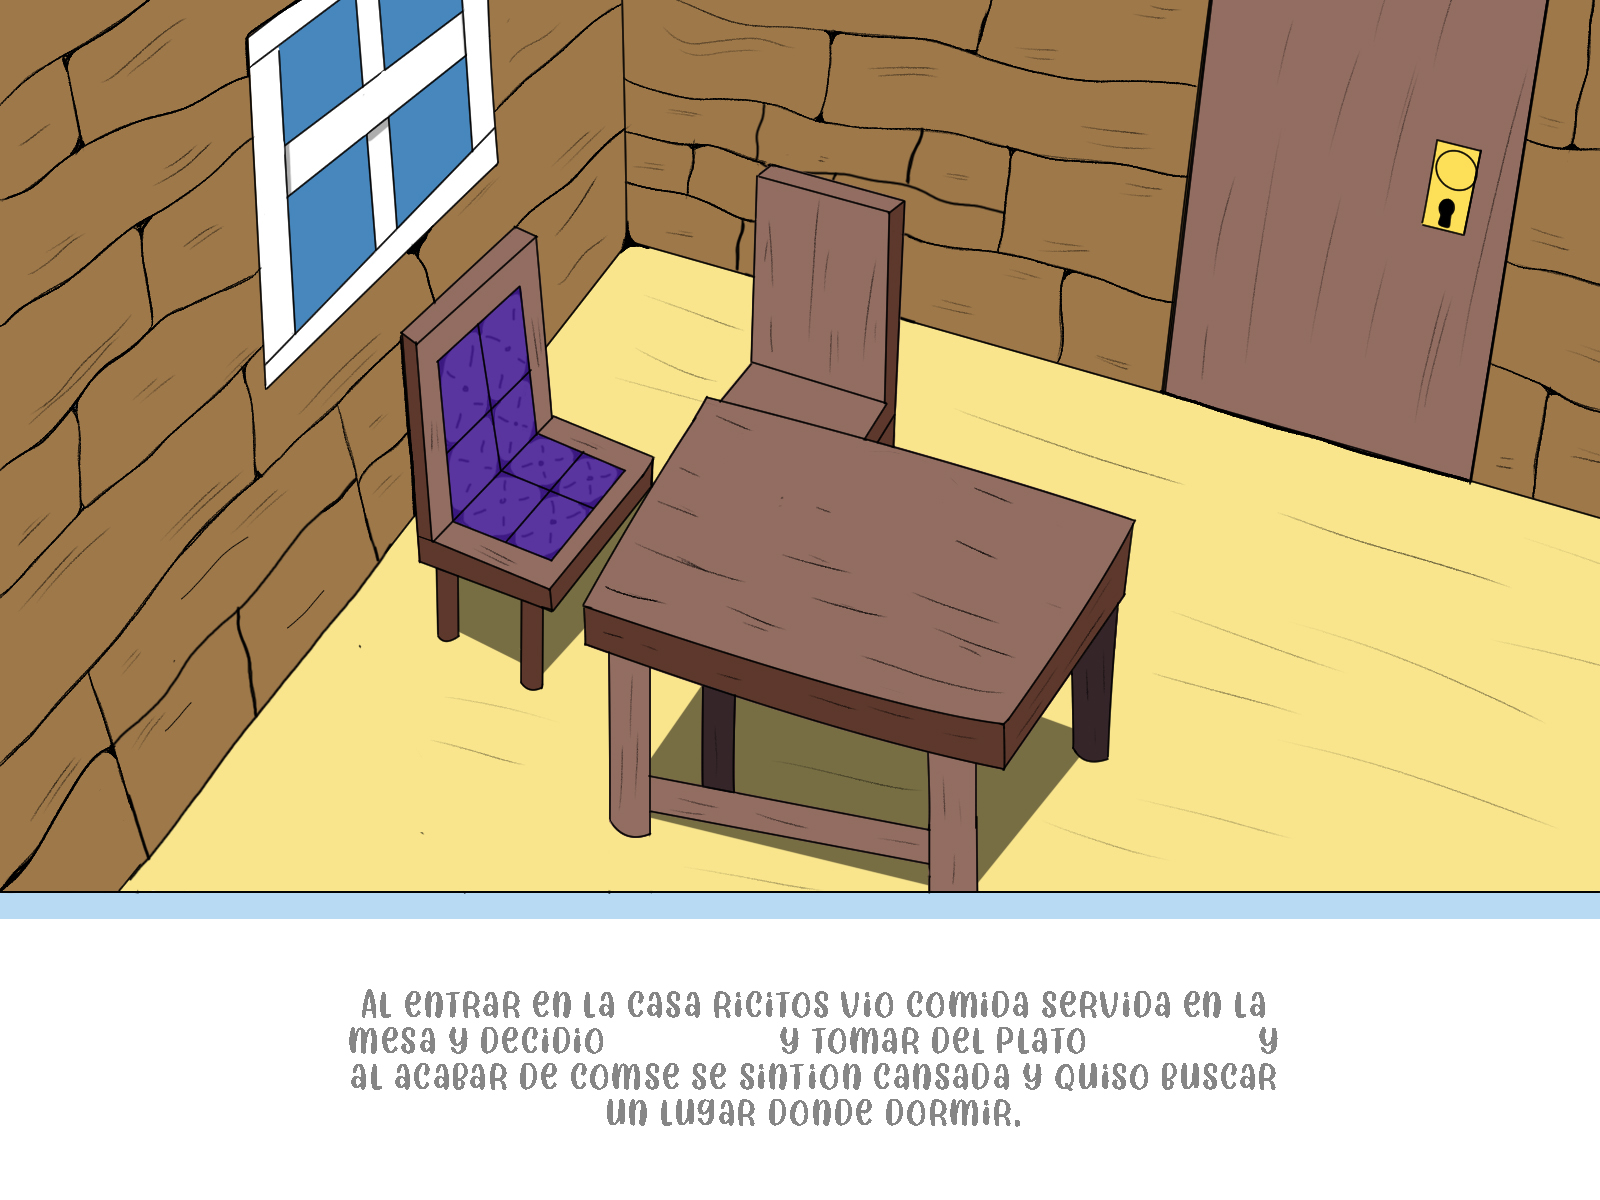 Al entrar en la casa Ricitos vio comida servida en la
mesa y decidio y tomar del plato y
al acabar de comse se sintion cansada y quiso buscar
un lugar donde dormir.